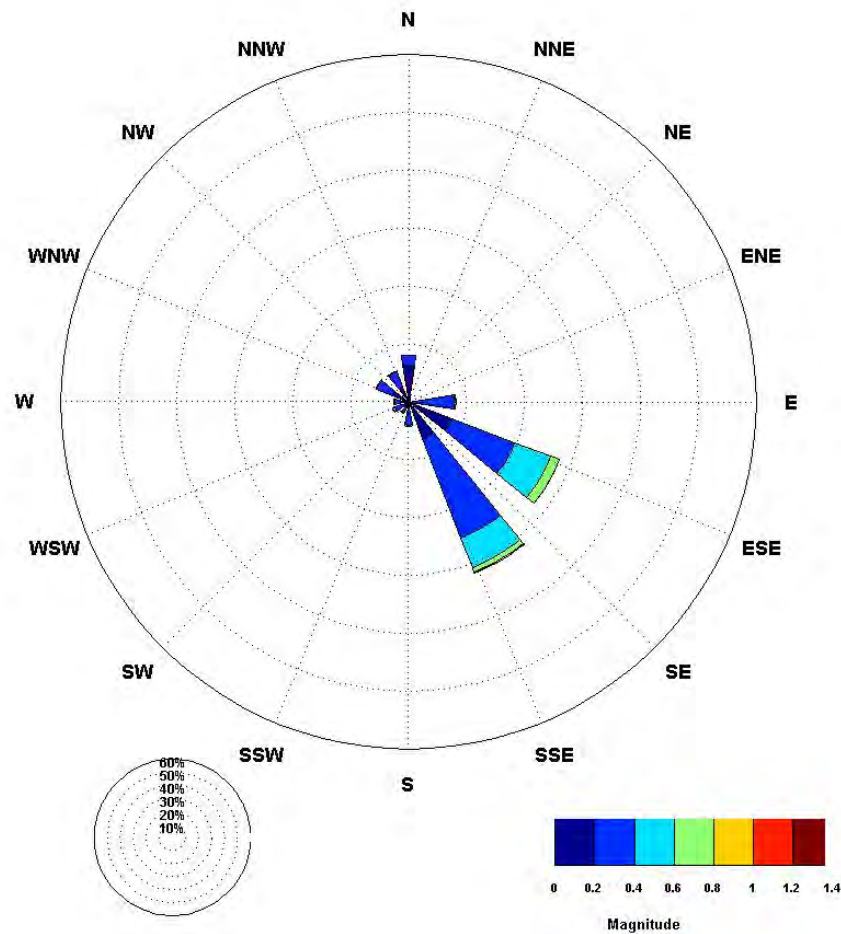 N
NNW NNE
NW NE
WNW ENE
W E
WSW ESE
SW SE
SSW SSE
S
60%
50%
40%
30%
20%
10%
0 0.2 0.4 0.6 0.8 1 1.2 1.4
Magnitude